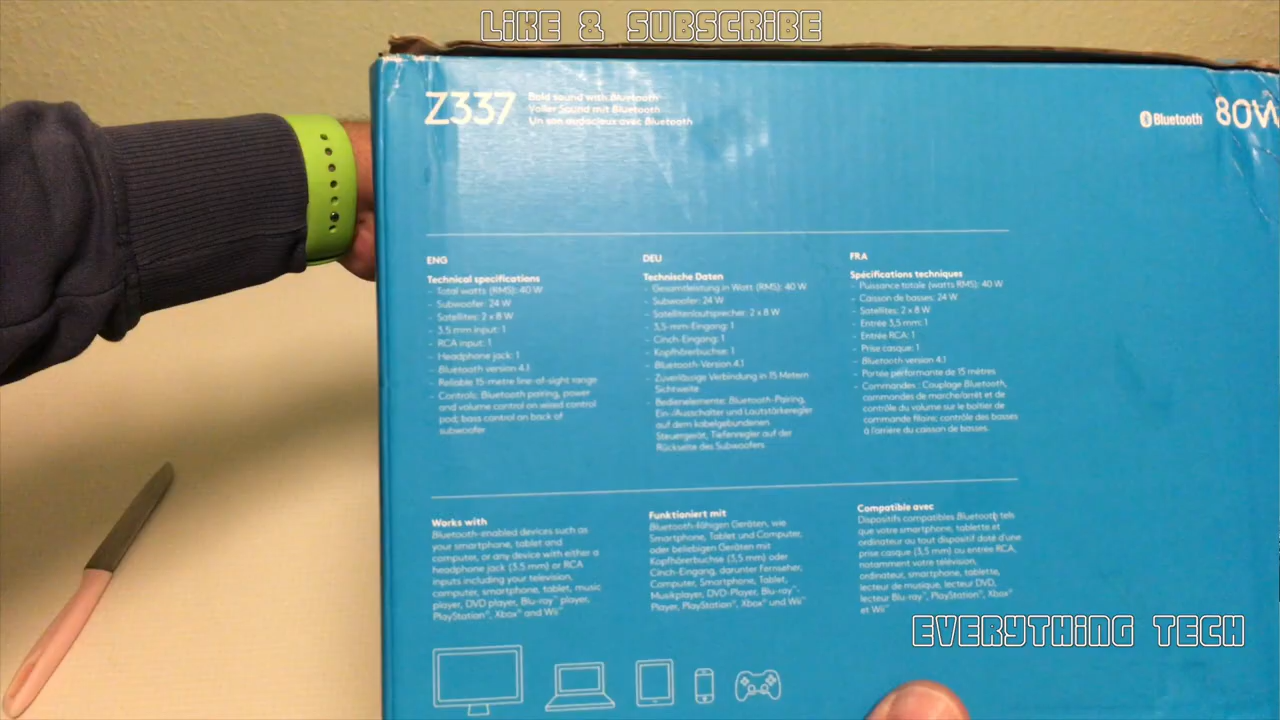 LIKE & SUBSCRIBE
Z337
Bold sound with Bluetooth
Voller Sound mit Bluetooth
Un son audacieux avec Bluetooth
Bluetooth
80W
ENG
Technical specifications
- Total watts (RMS): 40 W
- Subwoofer: 24 W
- Satellites: 2 x 8 W
- 3.5 mm input: 1
- RCA input: 1
- Headphone jack: 1
- Bluetooth version 4.1
- Reliable 15-metre line-of-sight range
- Controls: Bluetooth pairing, power
and volume control on wired control
pod; bass control on back of
subwoofer
DEU
Technische Daten
- Gesamtleistung in Watt (RMS): 40 W
- Subwoofer: 24 W
- Satellitenlautsprecher: 2 x 8 W
- 3,5-mm-Eingang: 1
- Cinch-Eingang: 1
- Kopfhörerbuchse: 1
- Bluetooth-Version 4.1
- Zuverlässige Verbindung in 15 Metern
Sichtweite
- Bedienelemente: Bluetooth-Pairing,
Ein-/Ausschalter und Lautstärkeregler
auf dem kabelgebundenen
Steuergerät, Tiefenregler auf der
Rückseite des Subwoofers
FRA
Spécifications techniques
- Puissance totale (watts RMS): 40 W
- Caisson de basses: 24 W
- Satellites: 2 x 8 W
- Entrée 3,5 mm: 1
- Entrée RCA: 1
- Prise casque: 1
- Bluetooth version 4.1
- Portée performante de 15 mètres
- Commandes : Couplage Bluetooth,
commandes de marche/arrêt et de
contrôle du volume sur le boîtier de
commande filaire; contrôle des basses
à l'arrière du caisson de basses.
Works with
Bluetooth-enabled devices such as
your smartphone, tablet and
computer, or any device with either a
headphone jack (3.5 mm) or RCA
inputs including your television,
computer, smartphone, tablet, music
player, DVD player, Blu-ray™ player,
PlayStation®, Xbox® and Wii™
Funktioniert mit
Bluetooth-fähigen Geräten, wie
Smartphone, Tablet und Computer,
oder beliebigen Geräten mit
Kopfhörerbuchse (3,5 mm) oder
Cinch-Eingang, darunter Fernseher,
Computer, Smartphone, Tablet,
Musikplayer, DVD-Player, Blu-ray™-
Player, PlayStation®, Xbox® und Wii™
Compatible avec
Dispositifs compatibles Bluetooth tels
que votre smartphone, tablette et
ordinateur ou tout dispositif doté d'une
prise casque (3,5 mm) ou entrée RCA,
notamment votre télévision,
ordinateur, smartphone, tablette,
lecteur de musique, lecteur DVD,
lecteur Blu-ray™, PlayStation®, Xbox®
et Wii™
EVERYTHING TECH